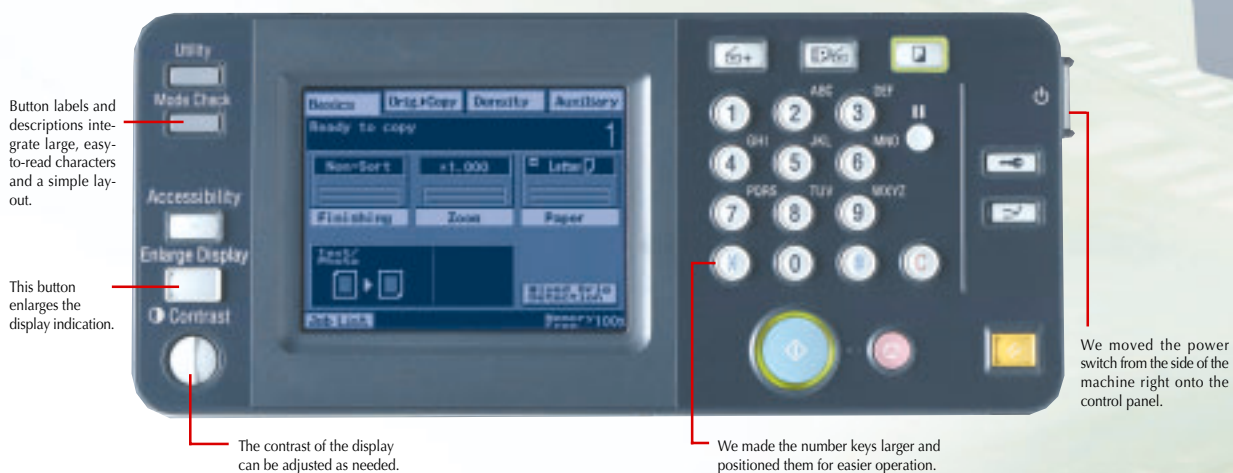 Button labels and
descriptions inte-
grate large, easy-
to-read characters
and a simple lay-
out.
This button
enlarges the
display indication.
Utility
Mode Check
Accessibility
Enlarge Display
Contrast
Basics Orig.▸Copy Density Auxiliary
Ready to copy 1
Non-Sort ×1.000 Letter
Finishing Zoom Paper
Text/
Photo
Job Link 100%
1 2 ABC 3 DEF
4 GHI 5 JKL 6 MNO
7 PQRS 8 TUV 9 WXYZ
0 C
The contrast of the display
can be adjusted as needed.
We made the number keys larger and
positioned them for easier operation.
We moved the power
switch from the side of the
machine right onto the
control panel.